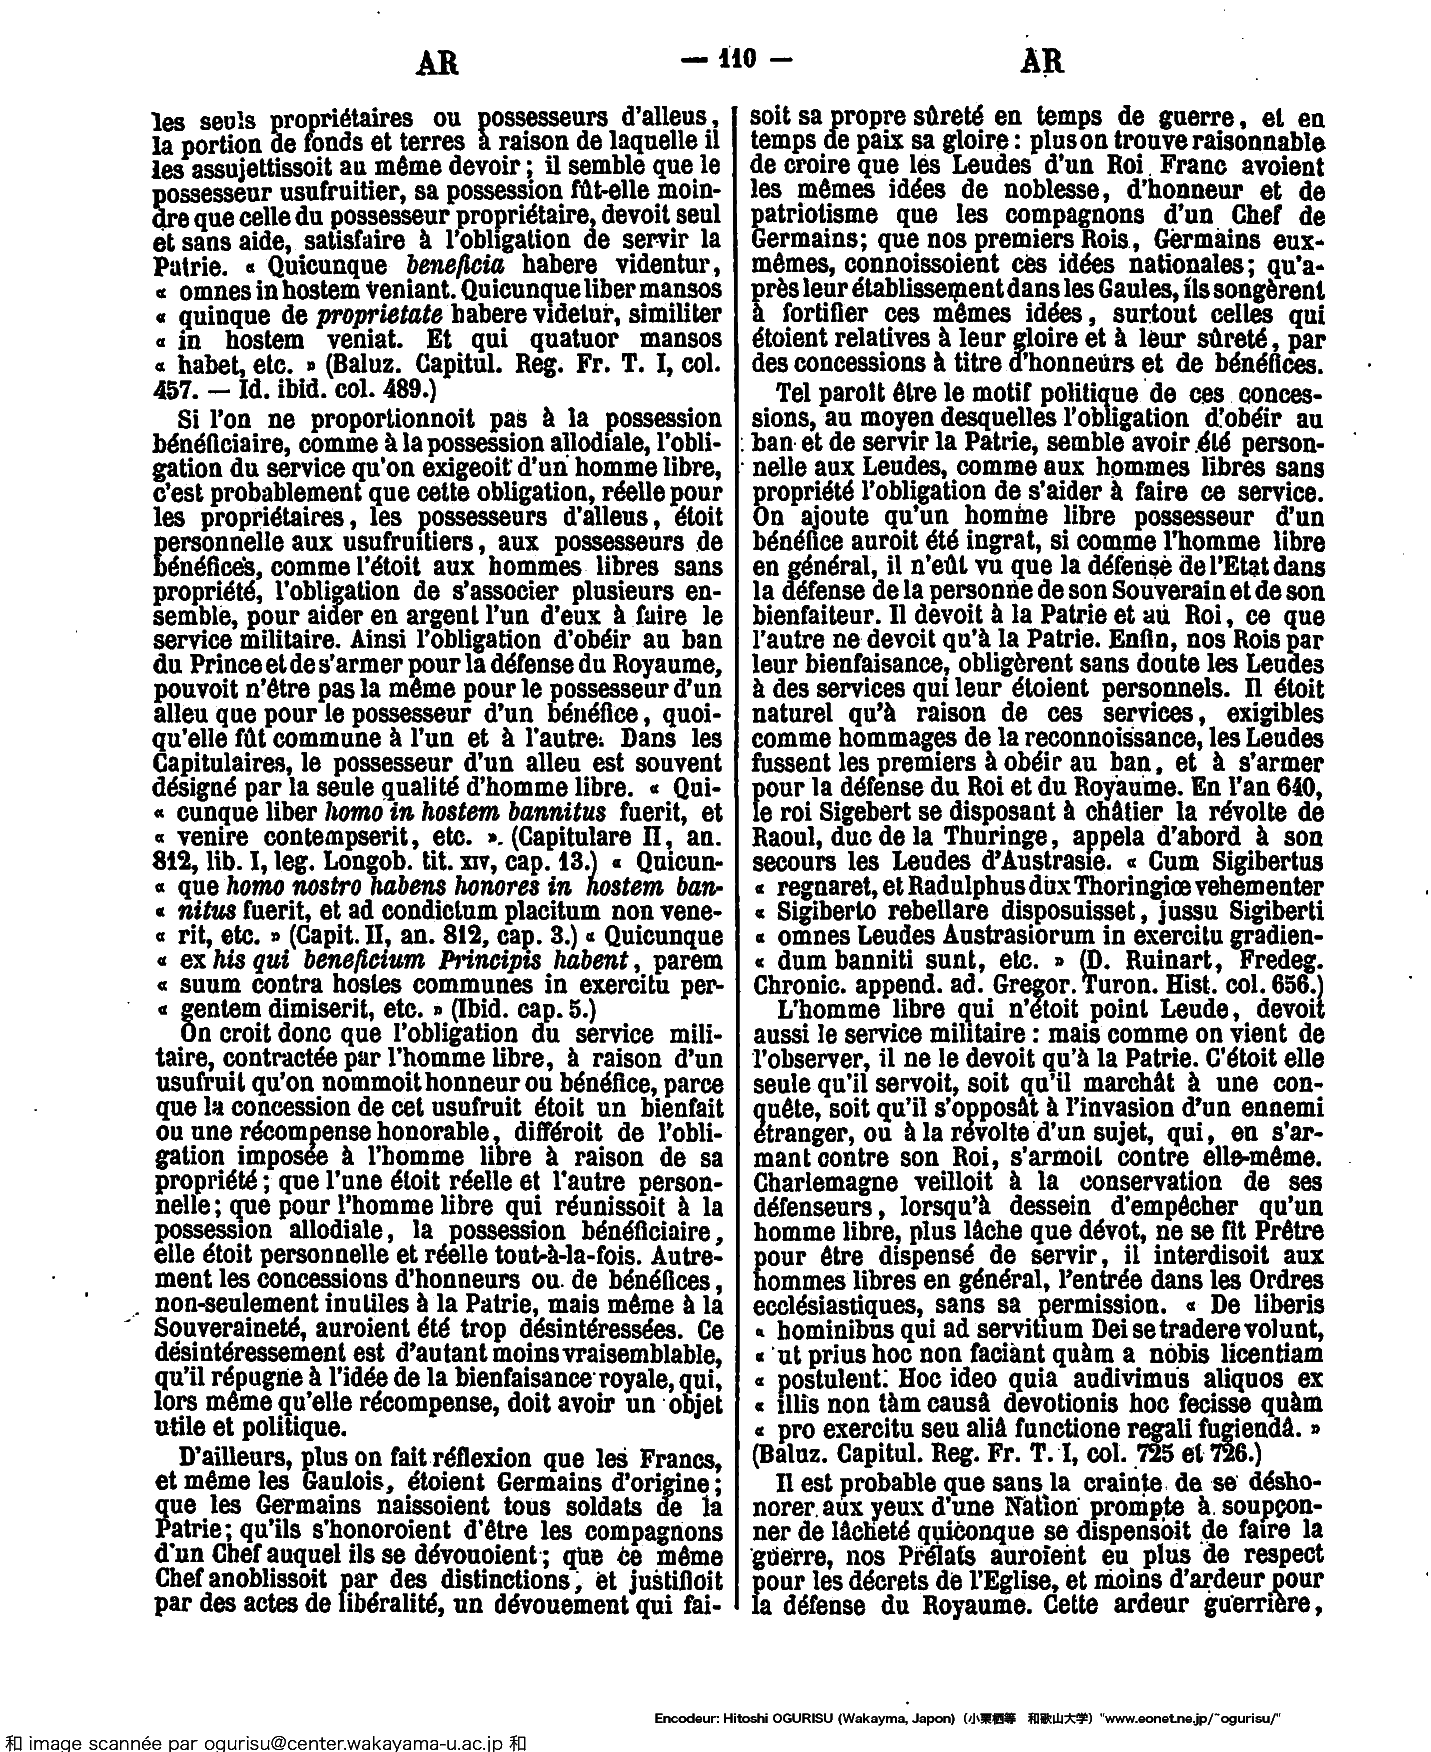 AR — 110 — AR
les seuls propriétaires ou possesseurs d'alleus,
la portion de fonds et terres à raison de laquelle il
les assujettissoit au même devoir ; il semble que le
possesseur usufruitier, sa possession fût-elle moin-
dre que celle du possesseur propriétaire, devoit seul
et sans aide, satisfaire à l'obligation de servir la
Patrie. « Quicunque beneficia habere videntur,
« omnes in hostem veniant. Quicunque liber mansos
« quinque de proprietate habere videtur, similiter
« in hostem veniat. Et qui quatuor mansos
« habet, etc. » (Baluz. Capitul. Reg. Fr. T. I, col.
457. — Id. ibid. col. 489.)
Si l'on ne proportionnoit pas à la possession
bénéficiaire, comme à la possession allodiale, l'obli-
gation du service qu'on exigeoit d'un homme libre,
c'est probablement que cette obligation, réelle pour
les propriétaires, les possesseurs d'alleus, étoit
personnelle aux usufruitiers, aux possesseurs de
bénéfices, comme l'étoit aux hommes libres sans
propriété, l'obligation de s'associer plusieurs en-
semble, pour aider en argent l'un d'eux à faire le
service militaire. Ainsi l'obligation d'obéir au ban
du Prince et de s'armer pour la défense du Royaume,
pouvoit n'être pas la même pour le possesseur d'un
alleu que pour le possesseur d'un bénéfice, quoi-
qu'elle fût commune à l'un et à l'autre. Dans les
Capitulaires, le possesseur d'un alleu est souvent
désigné par la seule qualité d'homme libre. « Qui-
« cunque liber homo in hostem bannitus fuerit, et
« venire contempserit, etc. ». (Capitulare II, an.
812, lib. I, leg. Longob. tit. XIV, cap. 13.) « Quicun-
« que homo nostro habens honores in hostem ban-
« nitus fuerit, et ad condictum placitum non vene-
« rit, etc. » (Capit. II, an. 812, cap. 3.) « Quicunque
« ex his qui beneficium Principis habent, parem
« suum contra hostes communes in exercitu per-
« gentem dimiserit, etc. » (Ibid. cap. 5.)
On croit donc que l'obligation du service mili-
taire, contractée par l'homme libre, à raison d'un
usufruit qu'on nommoit honneur ou bénéfice, parce
que la concession de cet usufruit étoit un bienfait
ou une récompense honorable, différoit de l'obli-
gation imposée à l'homme libre à raison de sa
propriété ; que l'une étoit réelle et l'autre person-
nelle ; que pour l'homme libre qui réunissoit à la
possession allodiale, la possession bénéficiaire,
elle étoit personnelle et réelle tout-à-la-fois. Autre-
ment les concessions d'honneurs ou de bénéfices,
non-seulement inutiles à la Patrie, mais même à la
Souveraineté, auroient été trop désintéressées. Ce
désintéressement est d'autant moins vraisemblable,
qu'il répugne à l'idée de la bienfaisance royale, qui,
lors même qu'elle récompense, doit avoir un objet
utile et politique.
D'ailleurs, plus on fait réflexion que les Francs,
et même les Gaulois, étoient Germains d'origine ;
que les Germains naissoient tous soldats de la
Patrie ; qu'ils s'honoroient d'être les compagnons
d'un Chef auquel ils se dévouoient ; que ce même
Chef anoblissoit par des distinctions, et justifioit
par des actes de libéralité, un dévouement qui fai-
soit sa propre sûreté en temps de guerre, et en
temps de paix sa gloire : plus on trouve raisonnable
de croire que les Leudes d'un Roi Franc avoient
les mêmes idées de noblesse, d'honneur et de
patriotisme que les compagnons d'un Chef de
Germains ; que nos premiers Rois, Germains eux-
mêmes, connoissoient ces idées nationales ; qu'a-
près leur établissement dans les Gaules, ils songèrent
à fortifier ces mêmes idées, surtout celles qui
étoient relatives à leur gloire et à leur sûreté, par
des concessions à titre d'honneurs et de bénéfices.
Tel paroît être le motif politique de ces conces-
sions, au moyen desquelles l'obligation d'obéir au
ban et de servir la Patrie, semble avoir été person-
nelle aux Leudes, comme aux hommes libres sans
propriété l'obligation de s'aider à faire ce service.
On ajoute qu'un homme libre possesseur d'un
bénéfice auroit été ingrat, si comme l'homme libre
en général, il n'eût vu que la défense de l'Etat dans
la défense de la personne de son Souverain et de son
bienfaiteur. Il devoit à la Patrie et au Roi, ce que
l'autre ne devoit qu'à la Patrie. Enfin, nos Rois par
leur bienfaisance, obligèrent sans doute les Leudes
à des services qui leur étoient personnels. Il étoit
naturel qu'à raison de ces services, exigibles
comme hommages de la reconnoissance, les Leudes
fussent les premiers à obéir au ban, et à s'armer
pour la défense du Roi et du Royaume. En l'an 640,
le roi Sigebert se disposant à châtier la révolte de
Raoul, duc de la Thuringe, appela d'abord à son
secours les Leudes d'Austrasie. « Cum Sigibertus
« regnaret, et Radulphus dux Thoringiœ vehementer
« Sigiberto rebellare disposuisset, jussu Sigiberti
« omnes Leudes Austrasiorum in exercitu gradien-
« dum banniti sunt, etc. » (D. Ruinart, Fredeg.
Chronic. append. ad. Gregor. Turon. Hist. col. 656.)
L'homme libre qui n'étoit point Leude, devoit
aussi le service militaire : mais comme on vient de
l'observer, il ne le devoit qu'à la Patrie. C'étoit elle
seule qu'il servoit, soit qu'il marchât à une con-
quête, soit qu'il s'opposât à l'invasion d'un ennemi
étranger, ou à la révolte d'un sujet, qui, en s'ar-
mant contre son Roi, s'armoit contre elle-même.
Charlemagne veilloit à la conservation de ses
défenseurs, lorsqu'à dessein d'empêcher qu'un
homme libre, plus lâche que dévot, ne se fît Prêtre
pour être dispensé de servir, il interdisoit aux
hommes libres en général, l'entrée dans les Ordres
ecclésiastiques, sans sa permission. « De liberis
« hominibus qui ad servitium Dei se tradere volunt,
« ut prius hoc non faciant quàm a nobis licentiam
« postulent. Hoc ideo quia audivimus aliquos ex
« illis non tàm causâ devotionis hoc fecisse quàm
« pro exercitu seu aliâ functione regali fugiendâ. »
(Baluz. Capitul. Reg. Fr. T. I, col. 725 et 726.)
Il est probable que sans la crainte de se désho-
norer aux yeux d'une Nation prompte à soupçon-
ner de lâcheté quiconque se dispensoit de faire la
guerre, nos Prélats auroient eu plus de respect
pour les décrets de l'Eglise, et moins d'ardeur pour
la défense du Royaume. Cette ardeur guerrière,
Encodeur: Hitoshi OGURISU (Wakayma, Japon) (小栗栖等 和歌山大学) "www.eonet.ne.jp/~ogurisu/"
和 image scannée par ogurisu@center.wakayama-u.ac.jp 和